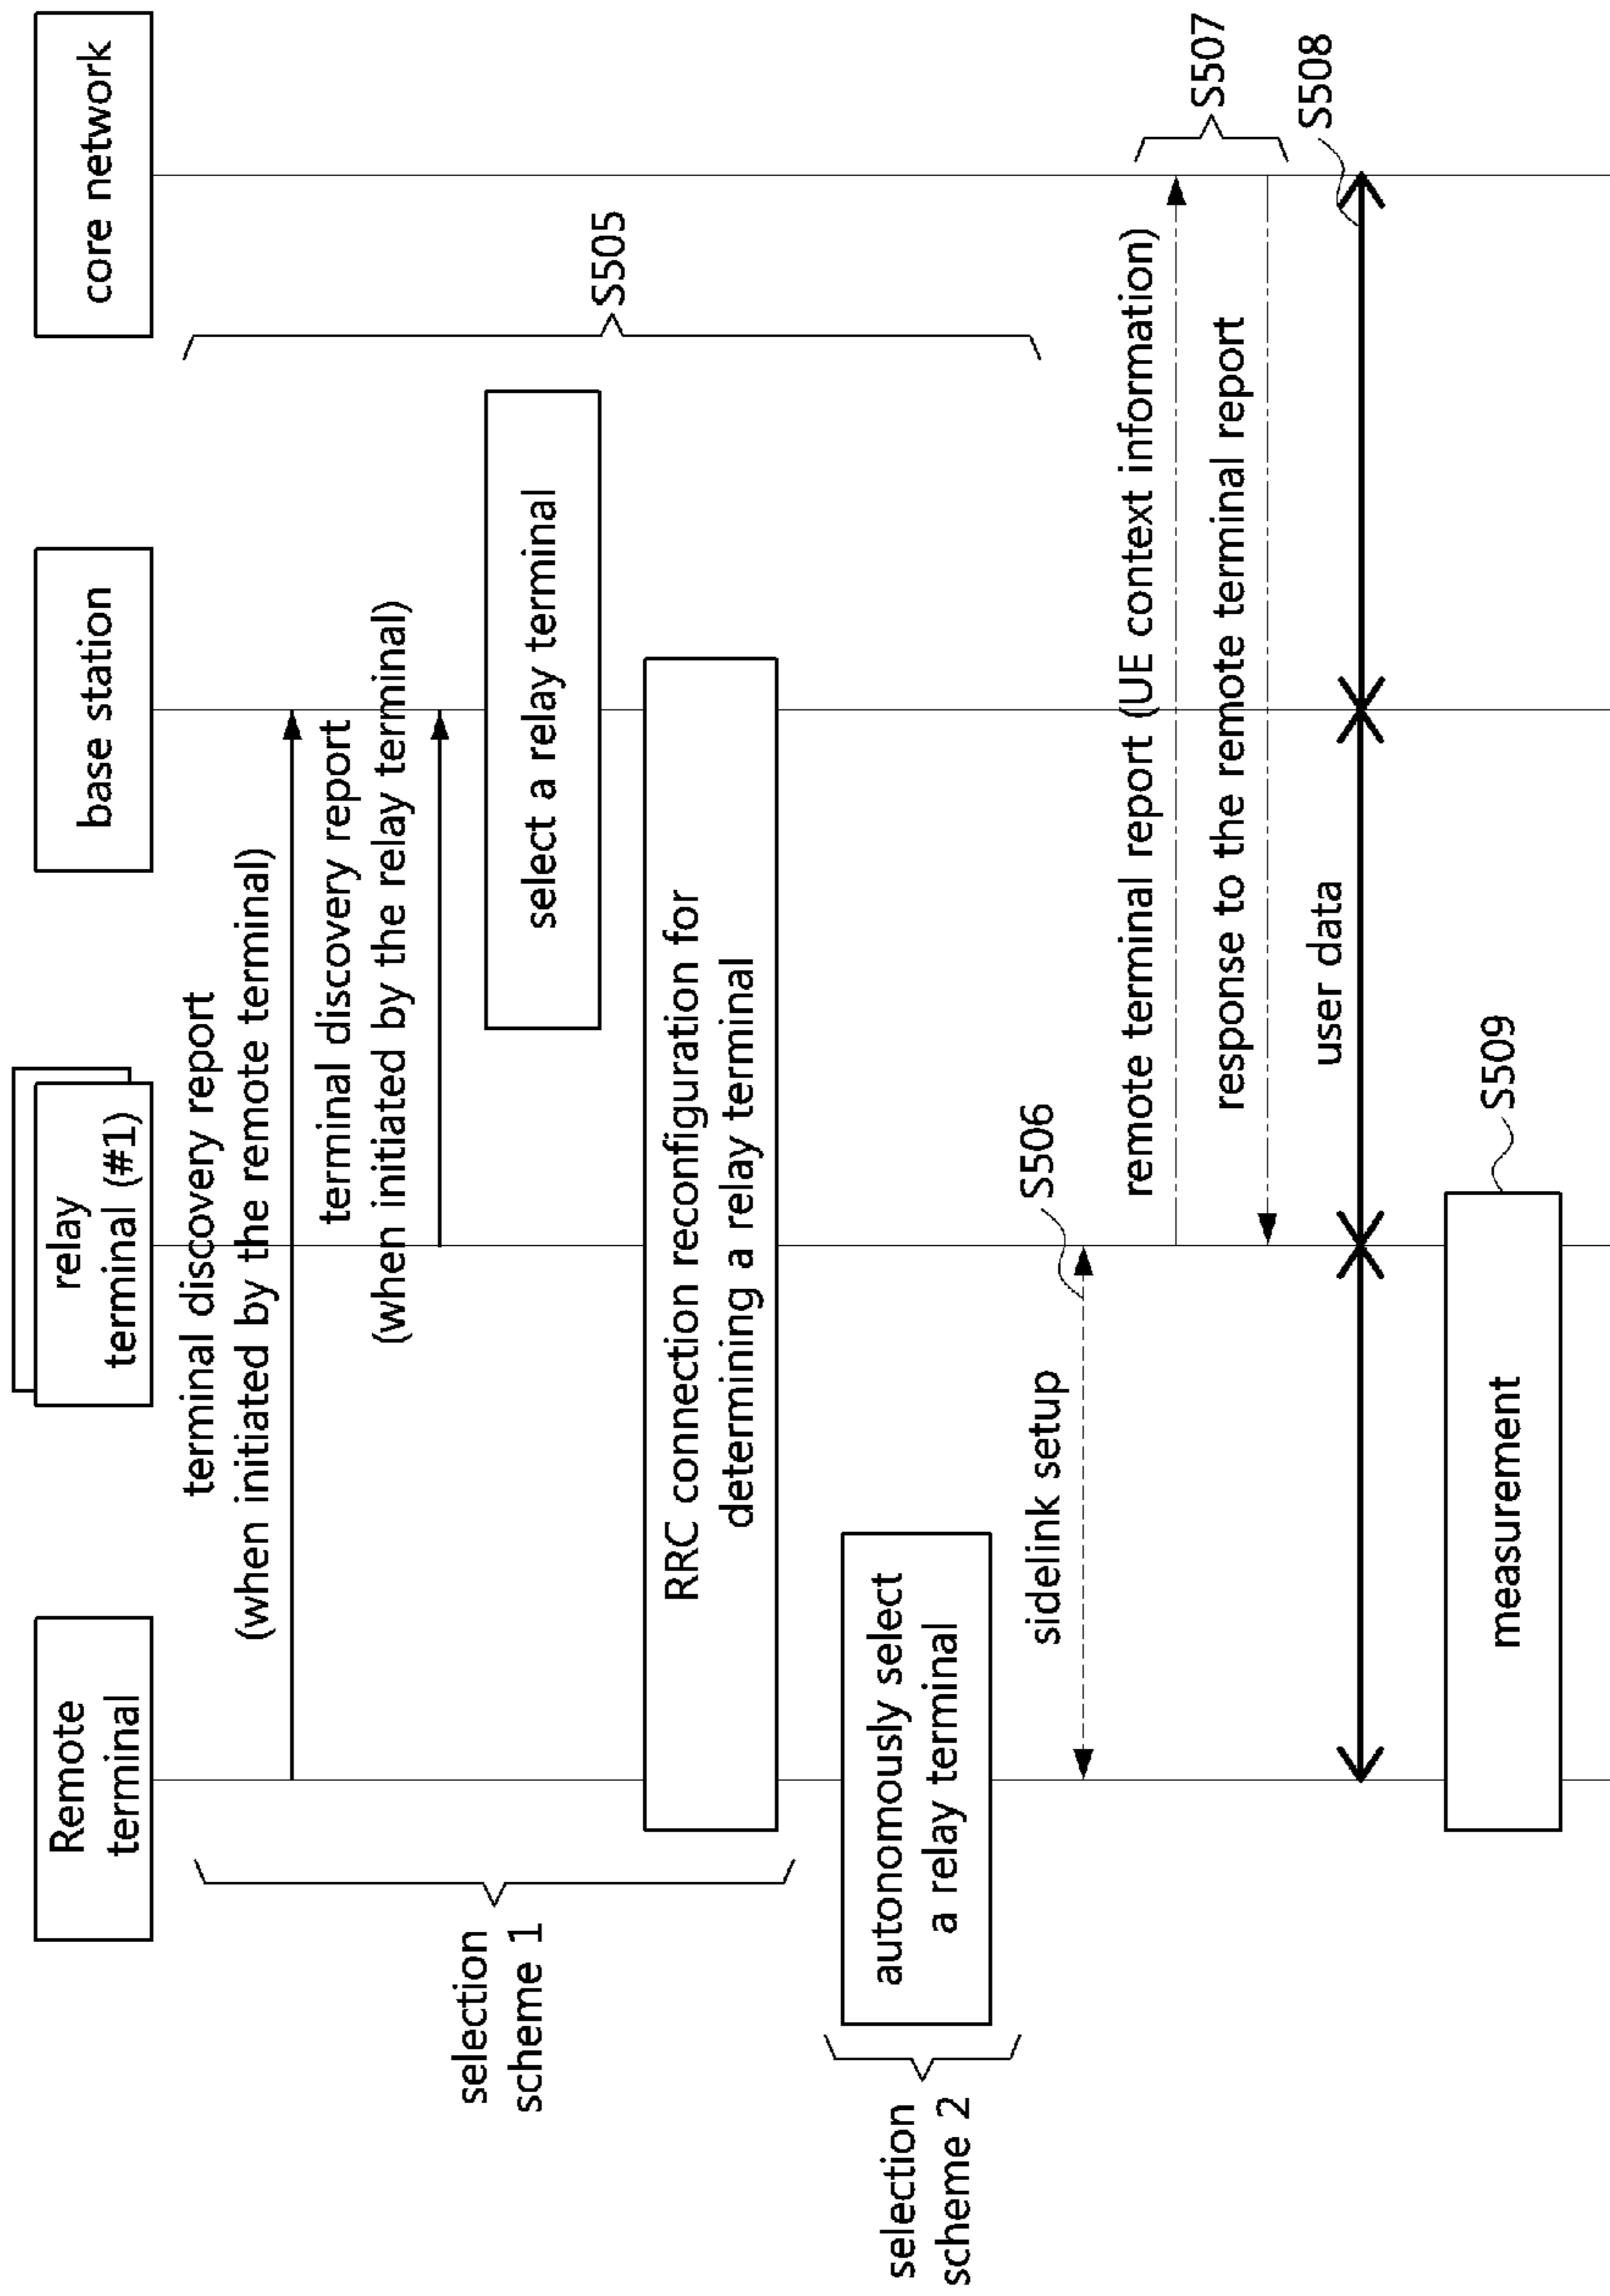 Remote
terminal
relay
terminal (#1)
base station
core network
terminal discovery report
(when initiated by the remote terminal)
terminal discovery report
(when initiated by the relay terminal)
select a relay terminal
selection
scheme 1
RRC connection reconfiguration for
determining a relay terminal
S505
selection
scheme 2
autonomously select
a relay terminal
sidelink setup
S506
remote terminal report (UE context information)
response to the remote terminal report
S507
user data
S508
measurement
S509